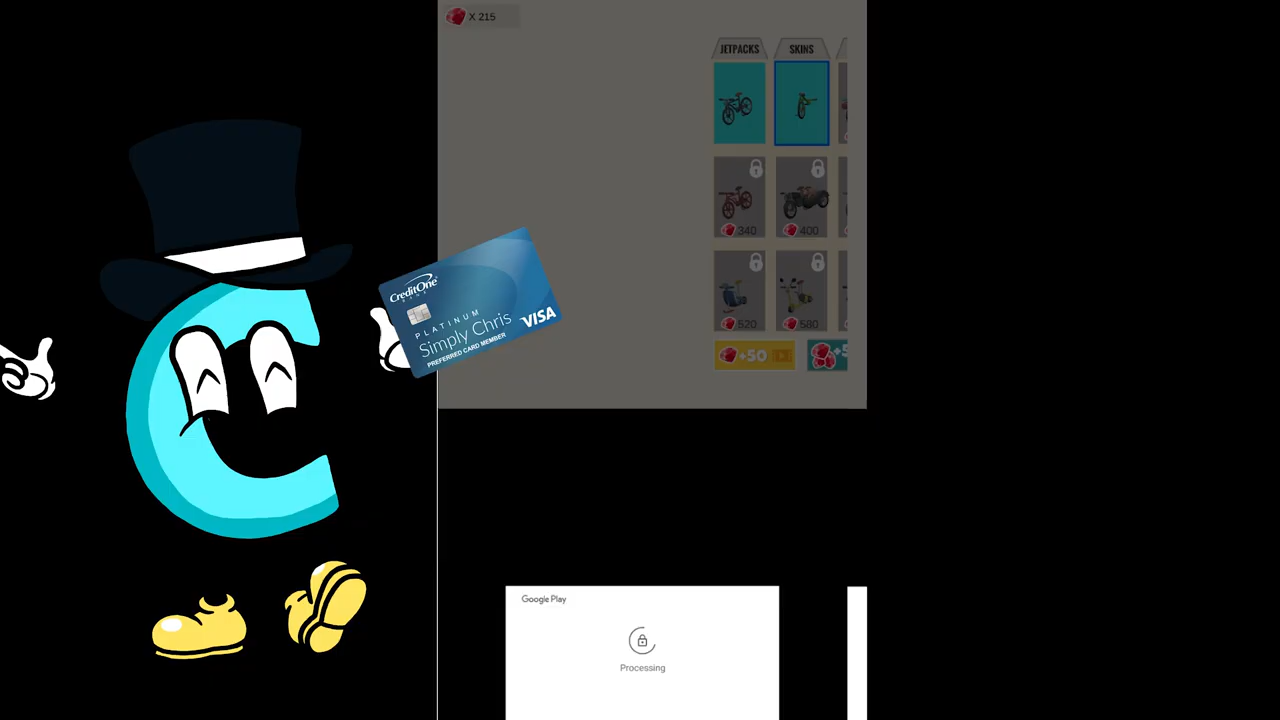 X 215
JETPACKS
SKINS
340
400
520
580
+50
CreditOne
BANK
PLATINUM
Simply Chris
PREFERRED CARD MEMBER
VISA
Google Play
Processing